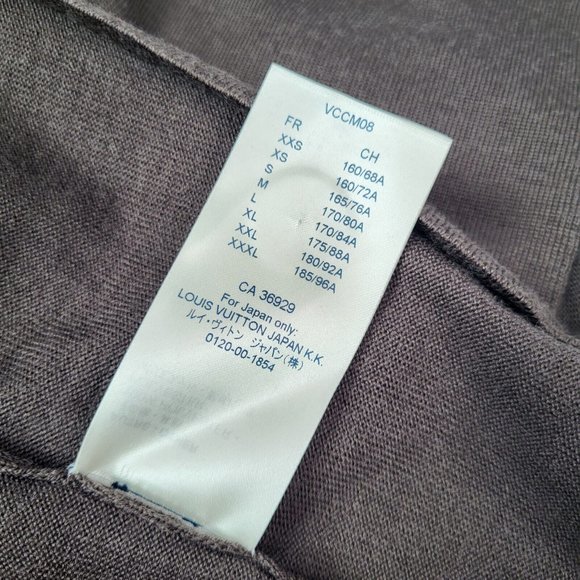 VCCM08
FR CH
XXS 160/68A
XS 160/72A
S 165/76A
M 170/80A
L 170/84A
XL 175/88A
XXL 180/92A
XXXL 185/96A
CA 36929
For Japan only:
LOUIS VUITTON JAPAN K.K.
ルイ・ヴィトン ジャパン(株)
0120-00-1854